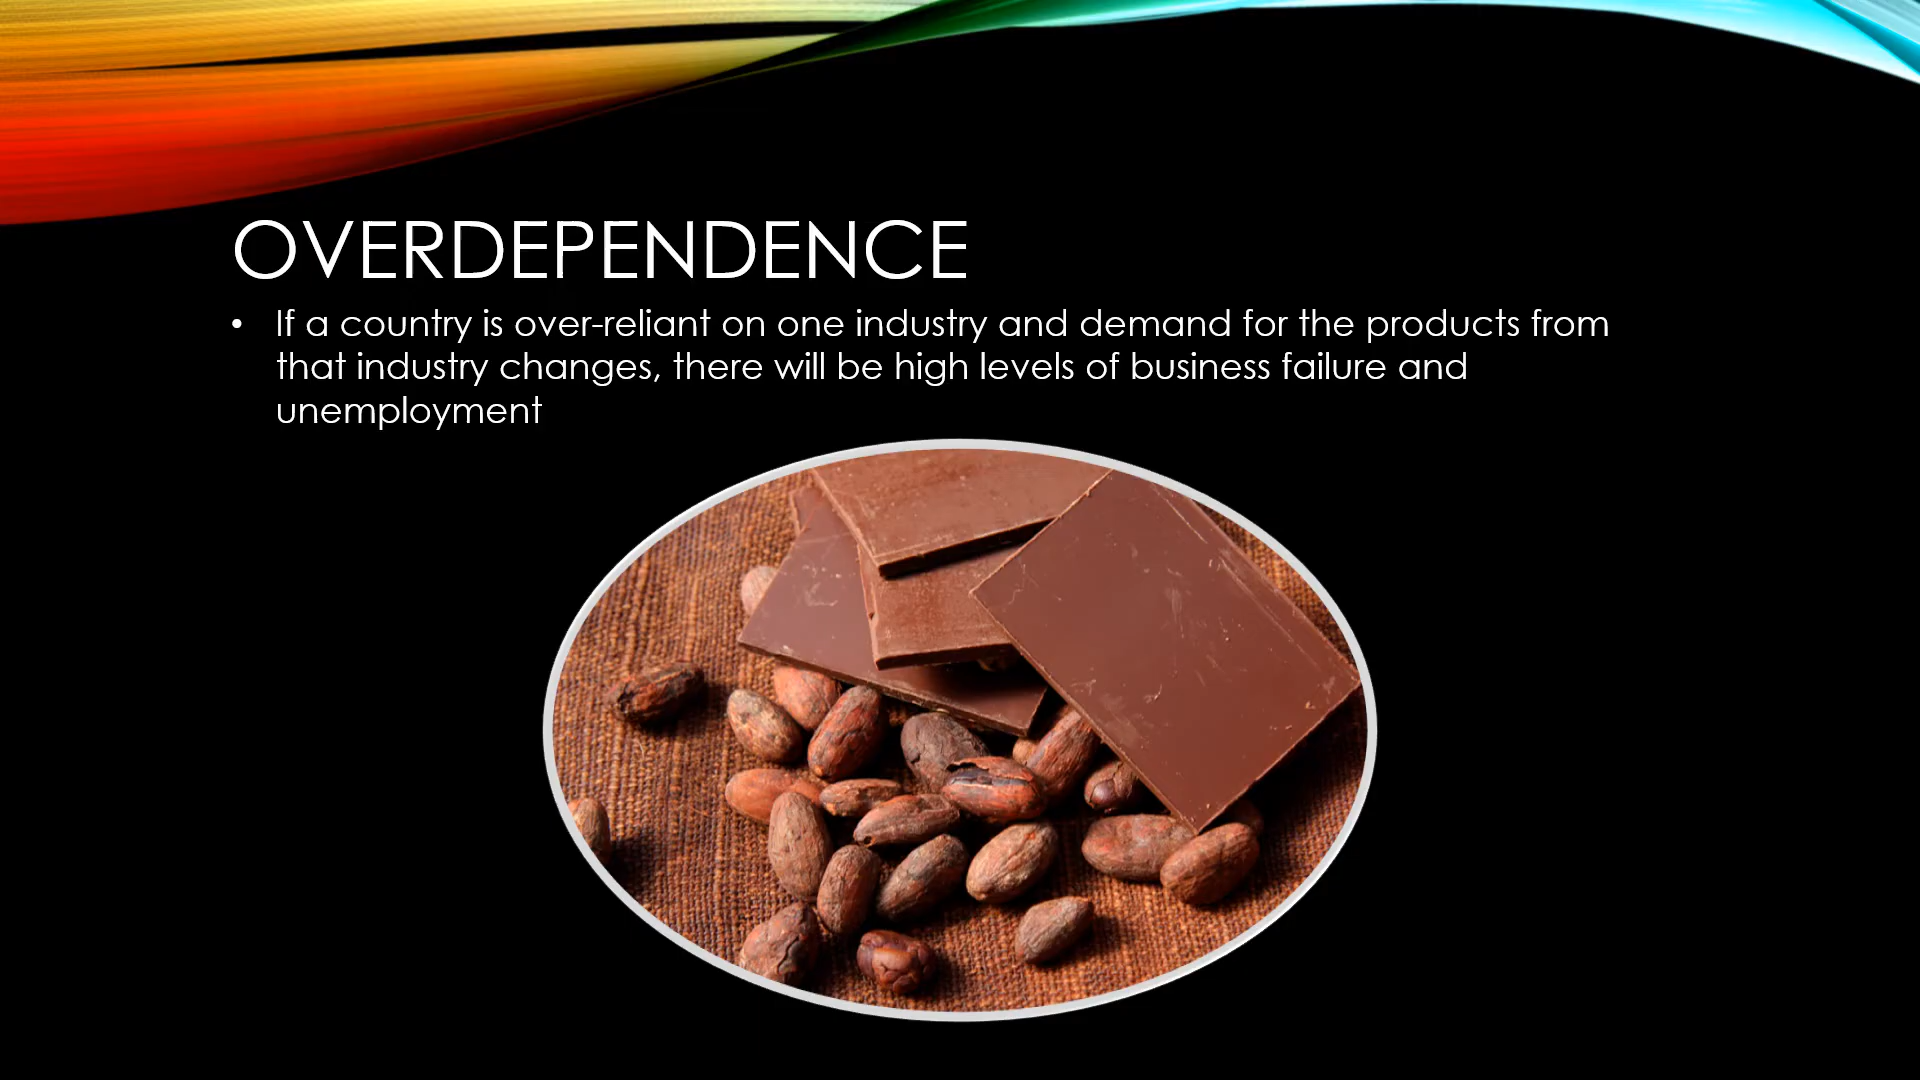 OVERDEPENDENCE
• If a country is over-reliant on one industry and demand for the products from
that industry changes, there will be high levels of business failure and
unemployment